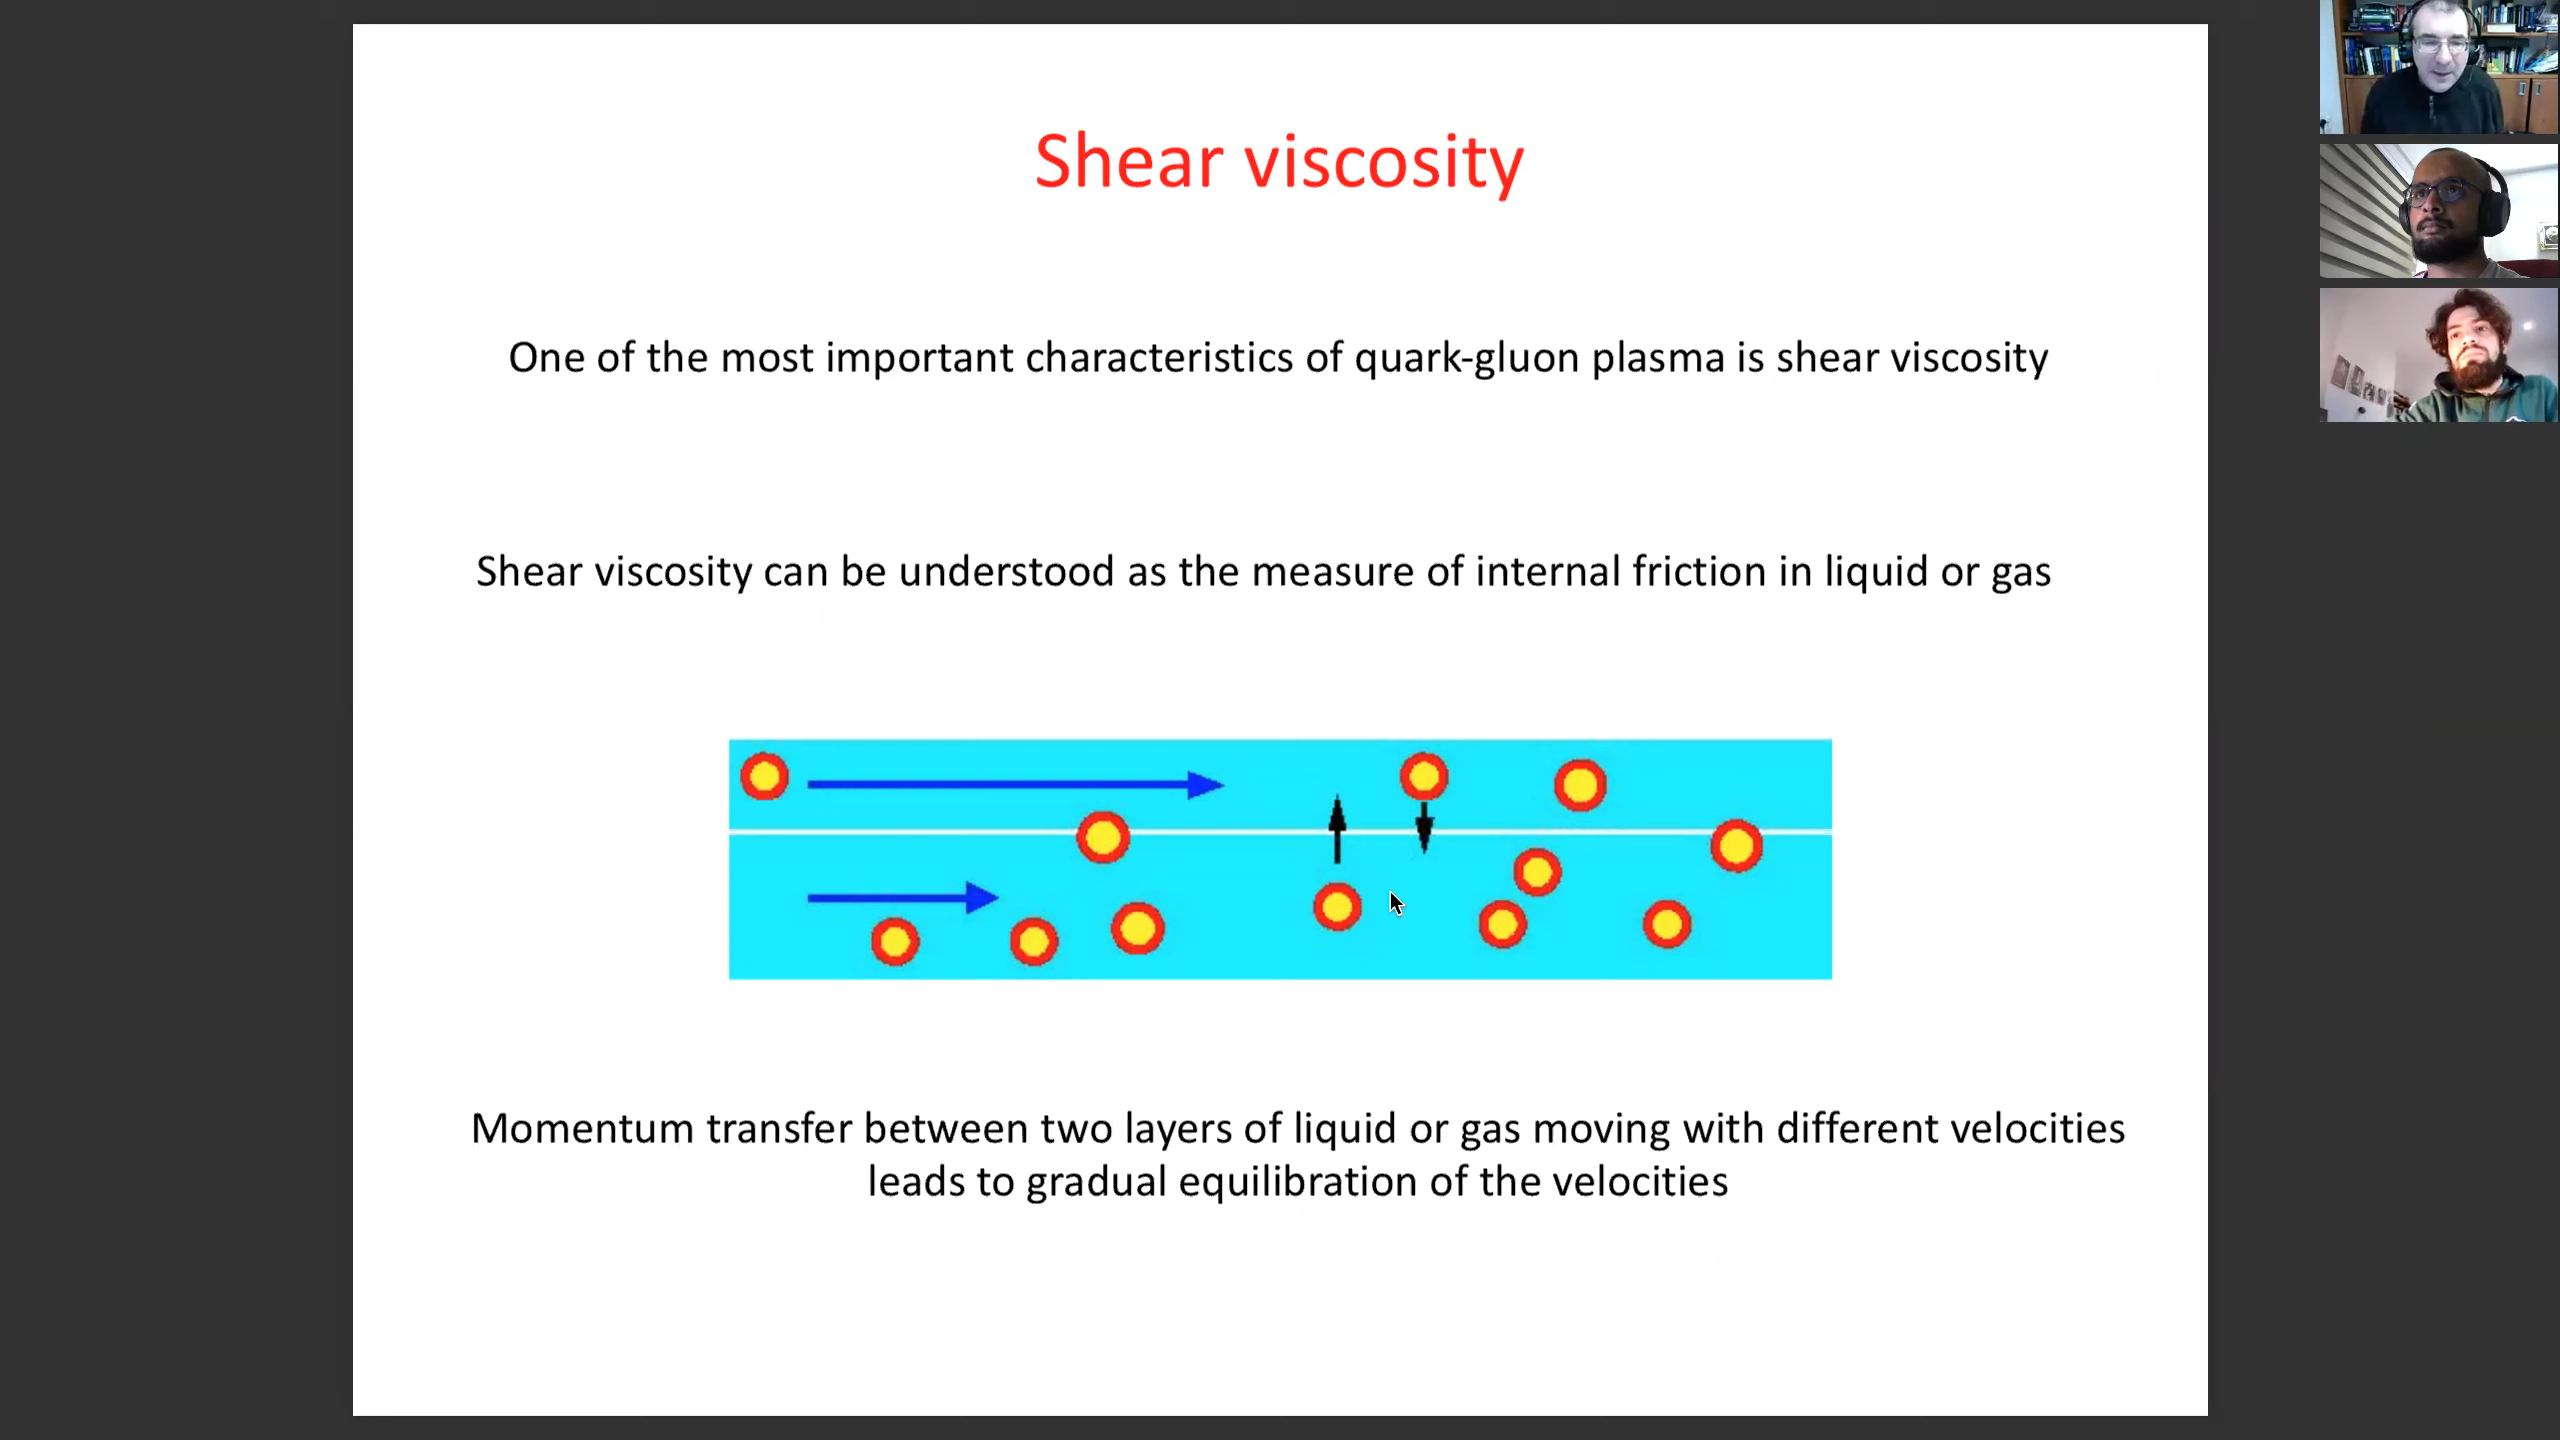 Shear viscosity
One of the most important characteristics of quark-gluon plasma is shear viscosity
Shear viscosity can be understood as the measure of internal friction in liquid or gas
Momentum transfer between two layers of liquid or gas moving with different velocities
leads to gradual equilibration of the velocities